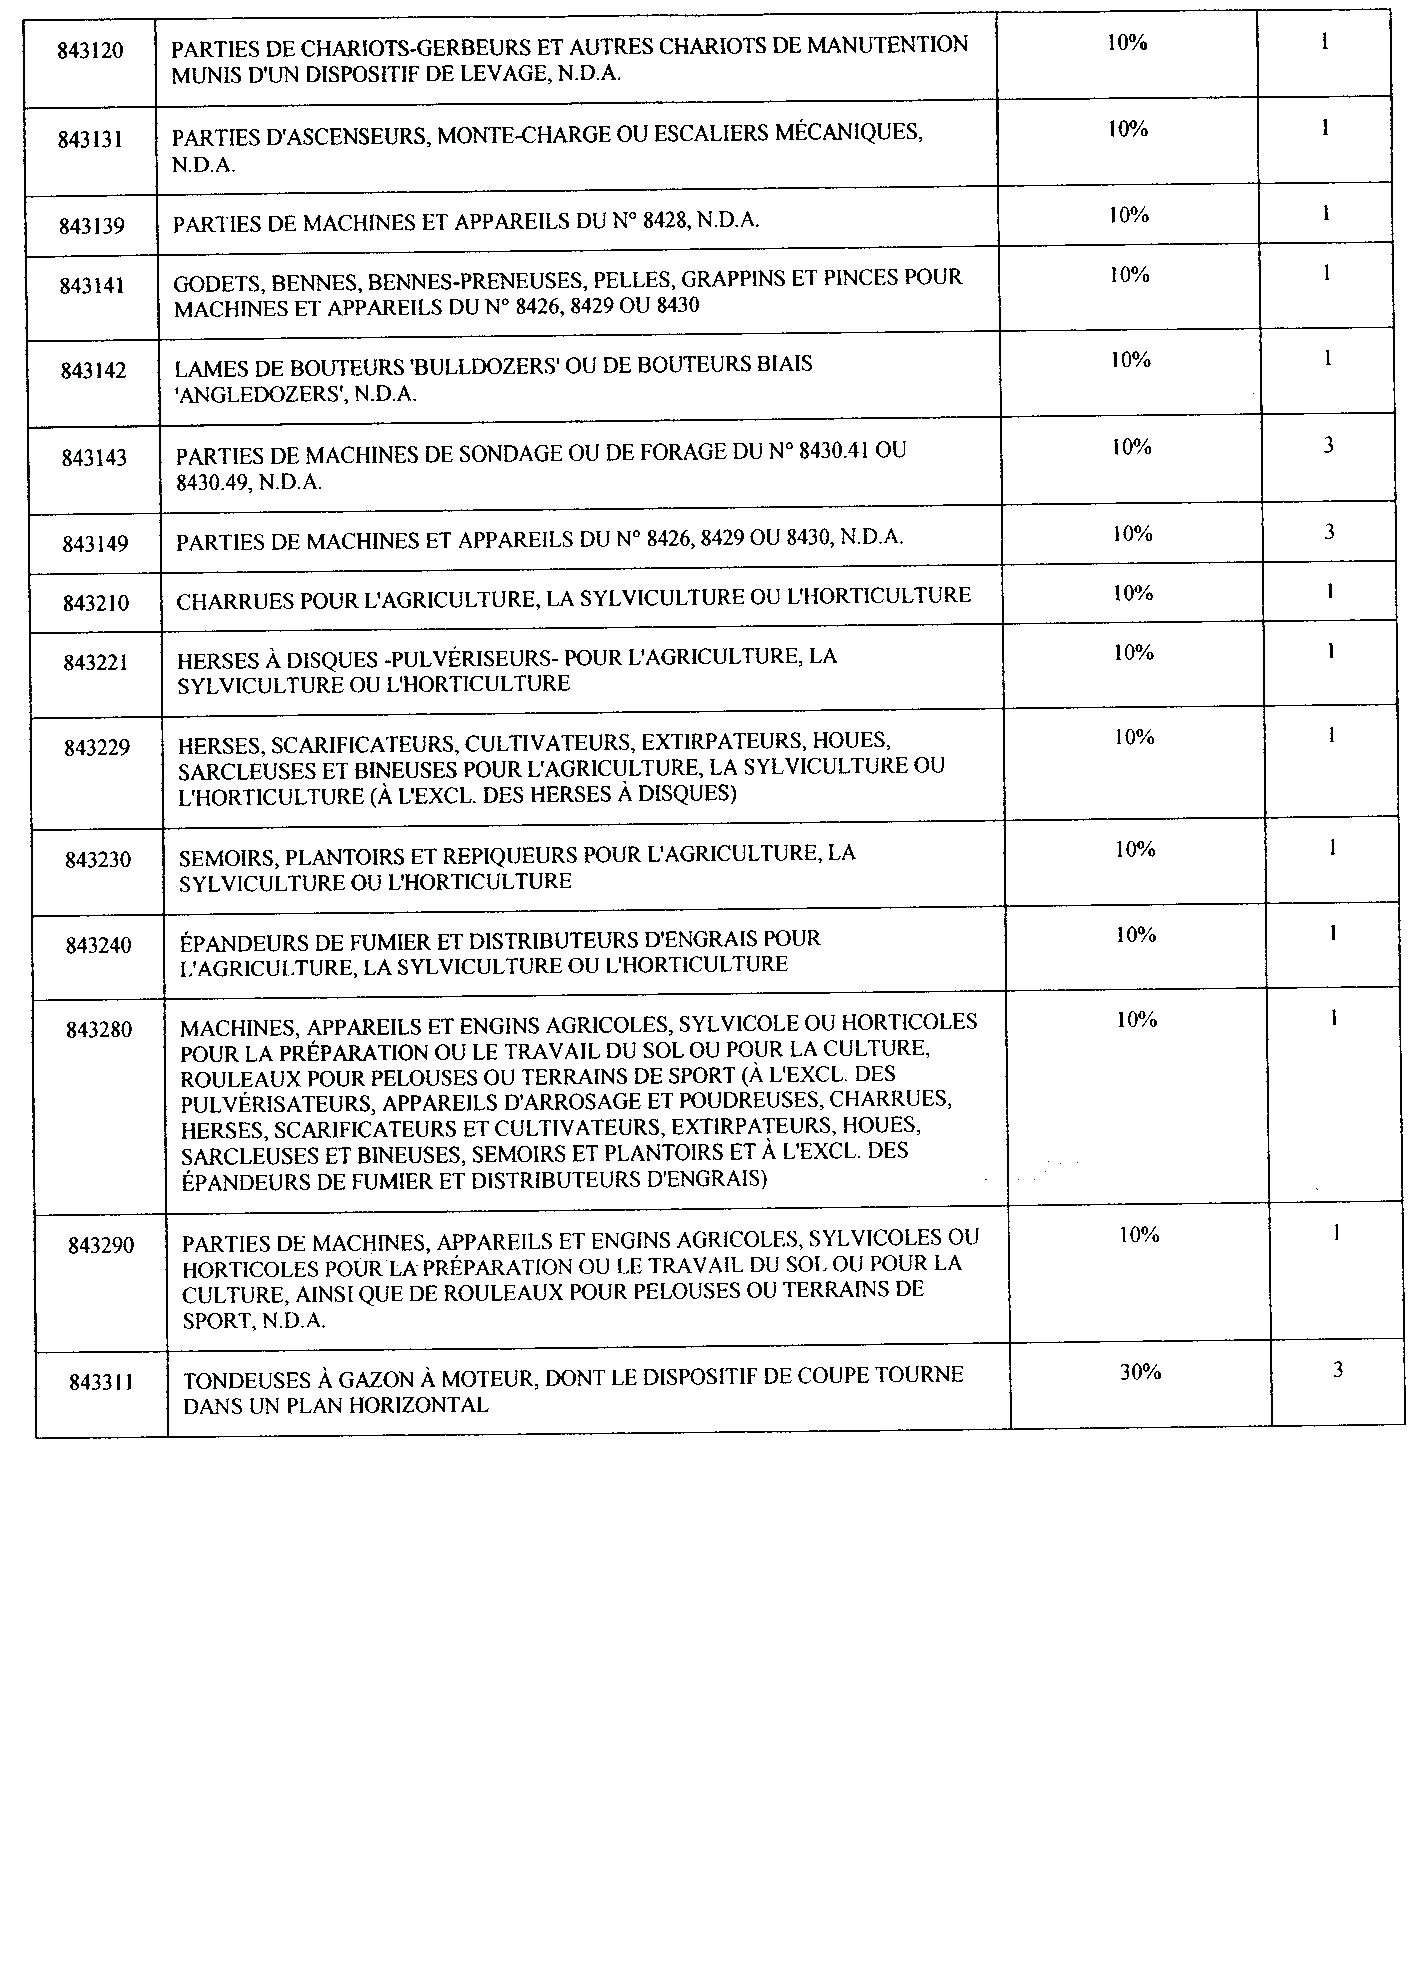 843120 PARTIES DE CHARIOTS-GERBEURS ET AUTRES CHARIOTS DE MANUTENTION 10% 1
MUNIS D'UN DISPOSITIF DE LEVAGE, N.D.A.
843131 PARTIES D'ASCENSEURS, MONTE-CHARGE OU ESCALIERS MÉCANIQUES, 10% 1
N.D.A.
843139 PARTIES DE MACHINES ET APPAREILS DU N° 8428, N.D.A. 10% 1
843141 GODETS, BENNES, BENNES-PRENEUSES, PELLES, GRAPPINS ET PINCES POUR 10% 1
MACHINES ET APPAREILS DU N° 8426, 8429 OU 8430
843142 LAMES DE BOUTEURS 'BULLDOZERS' OU DE BOUTEURS BIAIS 10% 1
'ANGLEDOZERS', N.D.A.
843143 PARTIES DE MACHINES DE SONDAGE OU DE FORAGE DU N° 8430.41 OU 10% 3
8430.49, N.D.A.
843149 PARTIES DE MACHINES ET APPAREILS DU N° 8426, 8429 OU 8430, N.D.A. 10% 3
843210 CHARRUES POUR L'AGRICULTURE, LA SYLVICULTURE OU L'HORTICULTURE 10% 1
843221 HERSES À DISQUES -PULVÉRISEURS- POUR L'AGRICULTURE, LA 10% 1
SYLVICULTURE OU L'HORTICULTURE
843229 HERSES, SCARIFICATEURS, CULTIVATEURS, EXTIRPATEURS, HOUES, 10% 1
SARCLEUSES ET BINEUSES POUR L'AGRICULTURE, LA SYLVICULTURE OU
L'HORTICULTURE (À L'EXCL. DES HERSES À DISQUES)
843230 SEMOIRS, PLANTOIRS ET REPIQUEURS POUR L'AGRICULTURE, LA 10% 1
SYLVICULTURE OU L'HORTICULTURE
843240 ÉPANDEURS DE FUMIER ET DISTRIBUTEURS D'ENGRAIS POUR 10% 1
L'AGRICULTURE, LA SYLVICULTURE OU L'HORTICULTURE
843280 MACHINES, APPAREILS ET ENGINS AGRICOLES, SYLVICOLE OU HORTICOLES 10% 1
POUR LA PRÉPARATION OU LE TRAVAIL DU SOL OU POUR LA CULTURE,
ROULEAUX POUR PELOUSES OU TERRAINS DE SPORT (À L'EXCL. DES
PULVÉRISATEURS, APPAREILS D'ARROSAGE ET POUDREUSES, CHARRUES,
HERSES, SCARIFICATEURS ET CULTIVATEURS, EXTIRPATEURS, HOUES,
SARCLEUSES ET BINEUSES, SEMOIRS ET PLANTOIRS ET À L'EXCL. DES
ÉPANDEURS DE FUMIER ET DISTRIBUTEURS D'ENGRAIS)
843290 PARTIES DE MACHINES, APPAREILS ET ENGINS AGRICOLES, SYLVICOLES OU 10% 1
HORTICOLES POUR LA PRÉPARATION OU LE TRAVAIL DU SOL OU POUR LA
CULTURE, AINSI QUE DE ROULEAUX POUR PELOUSES OU TERRAINS DE
SPORT, N.D.A.
843311 TONDEUSES À GAZON À MOTEUR, DONT LE DISPOSITIF DE COUPE TOURNE 30% 3
DANS UN PLAN HORIZONTAL